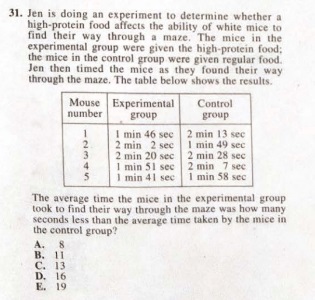 31. Jen is doing an experiment to determine whether a
high-protein food affects the ability of white mice to
find their way through a maze. The mice in the
experimental group were given the high-protein food;
the mice in the control group were given regular food.
Jen then timed the mice as they found their way
through the maze. The table below shows the results.
Mouse number Experimental group Control group
1 1 min 46 sec 2 min 13 sec
2 2 min 2 sec 1 min 49 sec
3 2 min 20 sec 2 min 28 sec
4 1 min 51 sec 2 min 7 sec
5 1 min 41 sec 1 min 58 sec
The average time the mice in the experimental group
took to find their way through the maze was how many
seconds less than the average time taken by the mice in
the control group?
A. 8
B. 11
C. 13
D. 16
E. 19